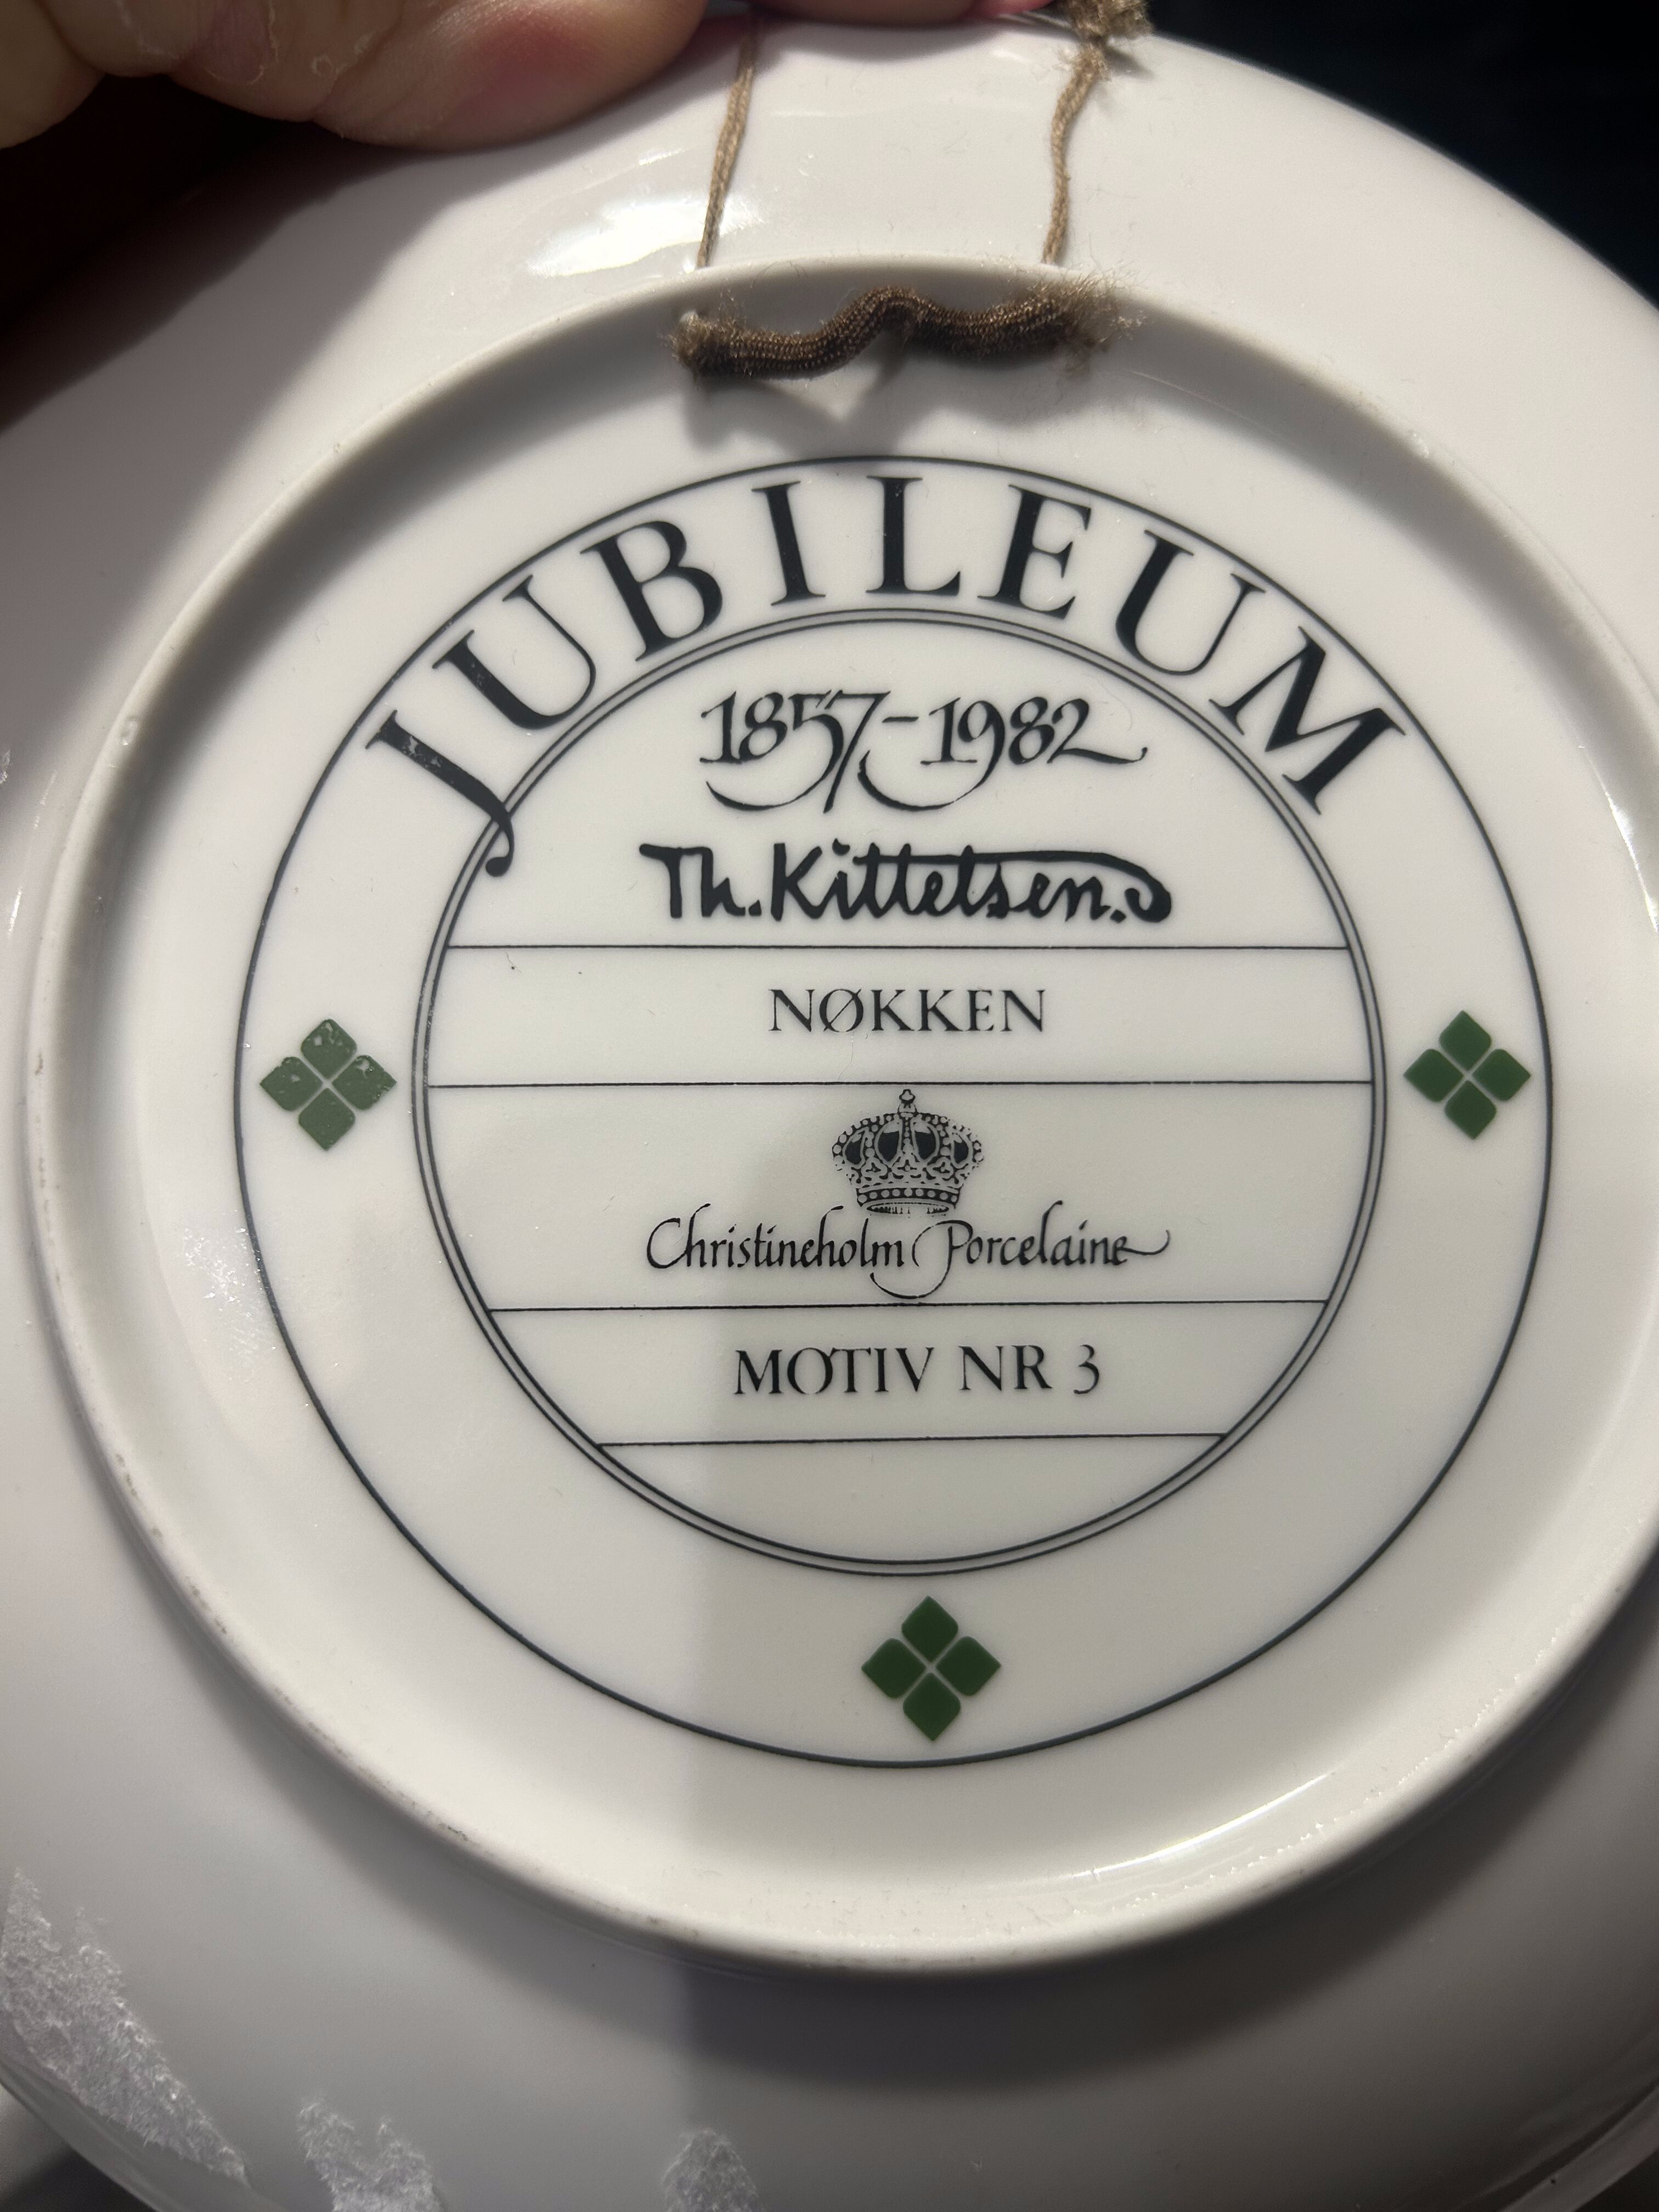 JUBILEUM
1857-1982
Th. Kittelsen.
NØKKEN
Christineholm Porcelaine
MOTIV NR 3